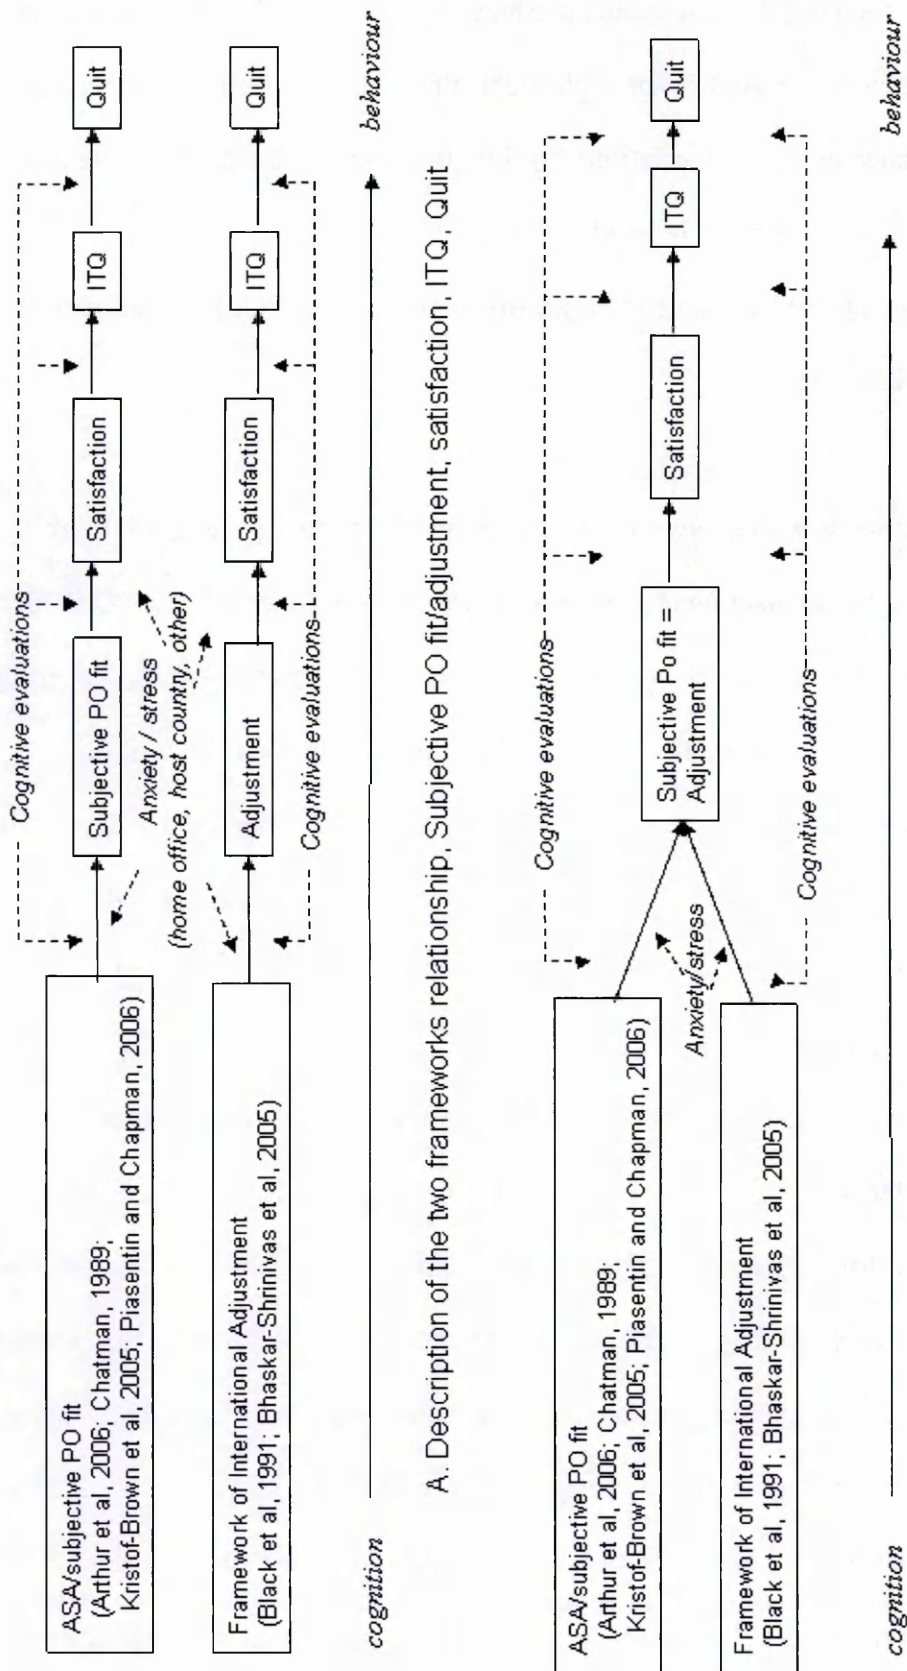 ASA/subjective PO fit
(Arthur et al, 2006; Chatman, 1989;
Kristof-Brown et al, 2005; Piasentin and Chapman, 2006)
Cognitive evaluations
Subjective PO fit
Satisfaction
ITQ
Quit
Anxiety / stress
(home office, host country, other)
Framework of International Adjustment
(Black et al, 1991; Bhaskar-Shrinivas et al, 2005)
Adjustment
Satisfaction
ITQ
Quit
Cognitive evaluations
cognition
behaviour
A. Description of the two frameworks relationship, Subjective PO fit/adjustment, satisfaction, ITQ, Quit
ASA/subjective PO fit
(Arthur et al, 2006; Chatman, 1989;
Kristof-Brown et al, 2005; Piasentin and Chapman, 2006)
Cognitive evaluations
Anxiety/stress
Subjective Po fit =
Adjustment
Satisfaction
ITQ
Quit
Framework of International Adjustment
(Black et al, 1991; Bhaskar-Shrinivas et al, 2005)
Cognitive evaluations
cognition
behaviour